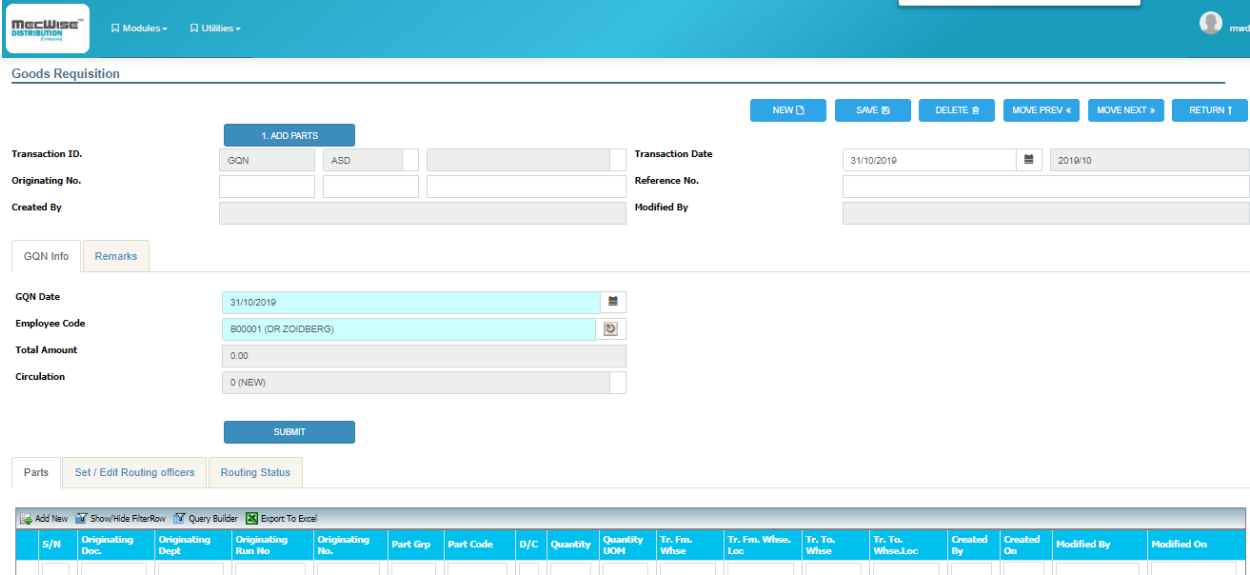 MecWise™
DISTRIBUTION
[Enterprise]
Modules
Utilities
mwd
Goods Requisition
NEW
SAVE
DELETE
MOVE PREV «
MOVE NEXT »
RETURN
1. ADD PARTS
Transaction ID. GQN ASD
Transaction Date 31/10/2019 2019/10
Originating No.
Reference No.
Created By
Modified By
GQN Info Remarks
GQN Date 31/10/2019
Employee Code B00001 (DR ZOIDBERG)
Total Amount 0.00
Circulation 0 (NEW)
SUBMIT
Parts Set / Edit Routing officers Routing Status
Add New Show/Hide FilterRow Query Builder Export To Excel
S/N
Originating
Doc.
Originating
Dept
Originating
Run No
Originating
No.
Part Grp
Part Code
D/C
Quantity
Quantity
UOM
Tr. Fm.
Whse
Tr. Fm. Whse.
Loc
Tr. To.
Whse
Tr. To.
Whse.Loc
Created
By
Created
On
Modified By
Modified On